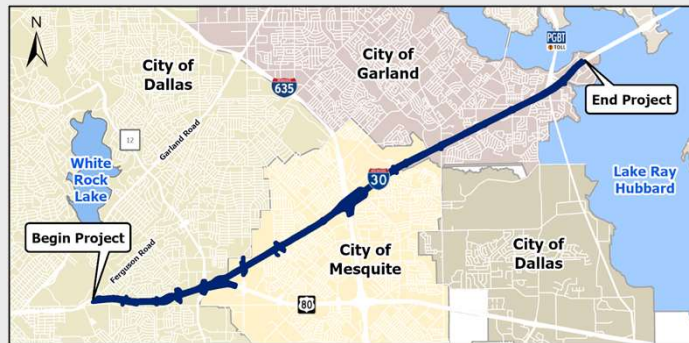 N
City of
Dallas
City of
Garland
PGBT
TOLL
End Project
635
12
Garland Road
White
Rock
Lake
30
Lake Ray
Hubbard
Begin Project
Ferguson Road
City of
Mesquite
City of
Dallas
80